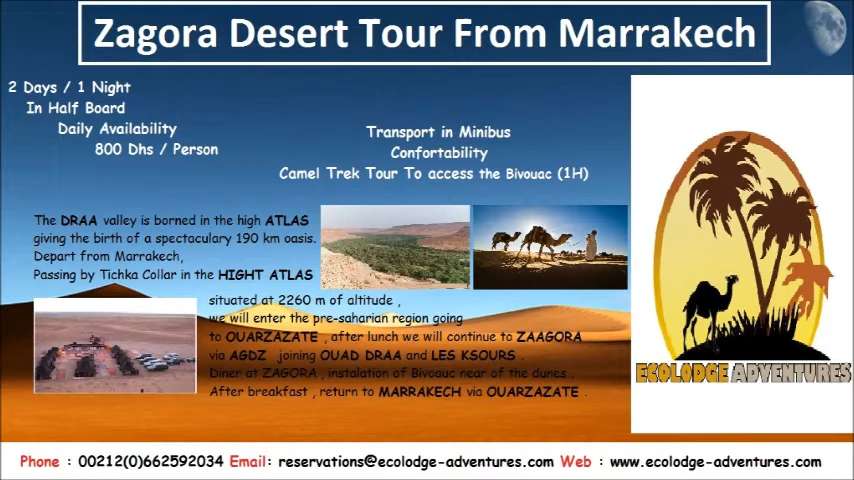 Zagora Desert Tour From Marrakech
2 Days / 1 Night
In Half Board
Daily Availability
800 Dhs / Person
Transport in Minibus
Confortability
Camel Trek Tour To access the Bivouac (1H)
The DRAA valley is borned in the high ATLAS
giving the birth of a spectaculary 190 km oasis.
Depart from Marrakech,
Passing by Tichka Collar in the HIGHT ATLAS
situated at 2260 m of altitude ,
we will enter the pre-saharian region going
to OUARZAZATE , after lunch we will continue to ZAAGORA
via AGDZ joining OUAD DRAA and LES KSOURS .
Diner at ZAGORA , instalation of Bivouac near of the dunes .
After breakfast , return to MARRAKECH via OUARZAZATE .
ECOLODGE ADVENTURES
Phone : 00212(0)662592034 Email: reservations@ecolodge-adventures.com Web : www.ecolodge-adventures.com